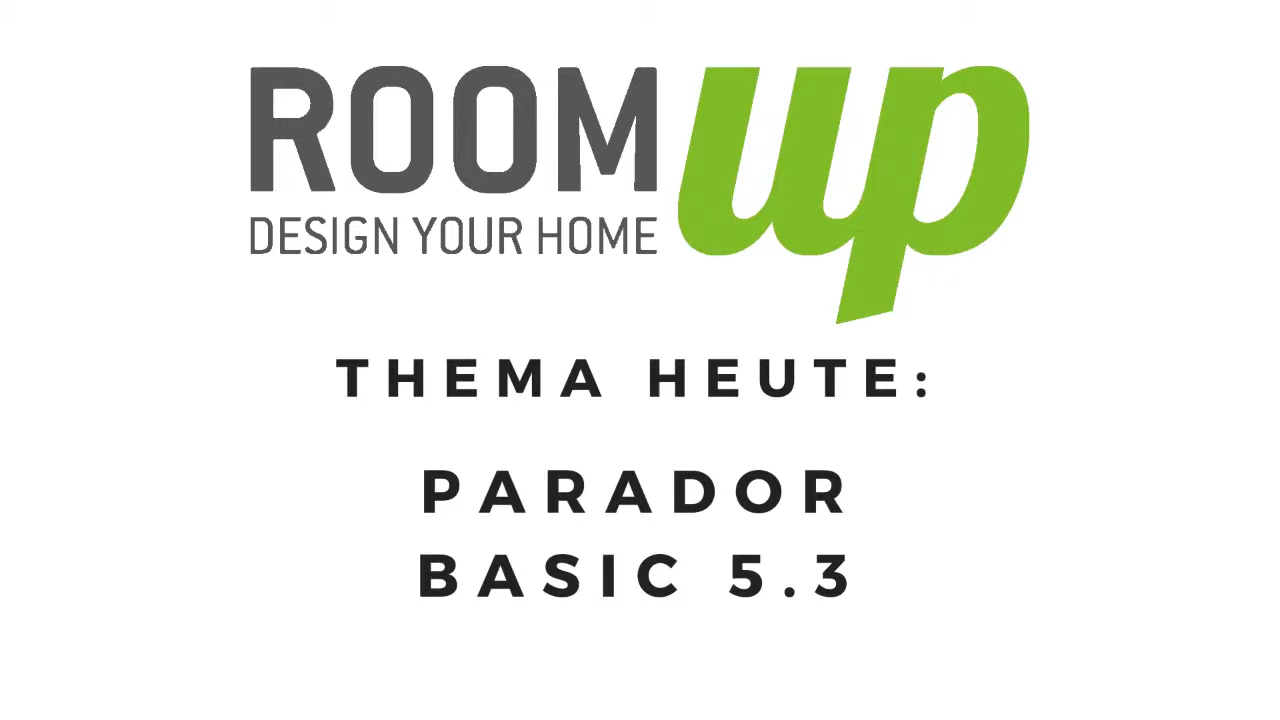 ROOM up
DESIGN YOUR HOME
THEMA HEUTE:
PARADOR
BASIC 5.3